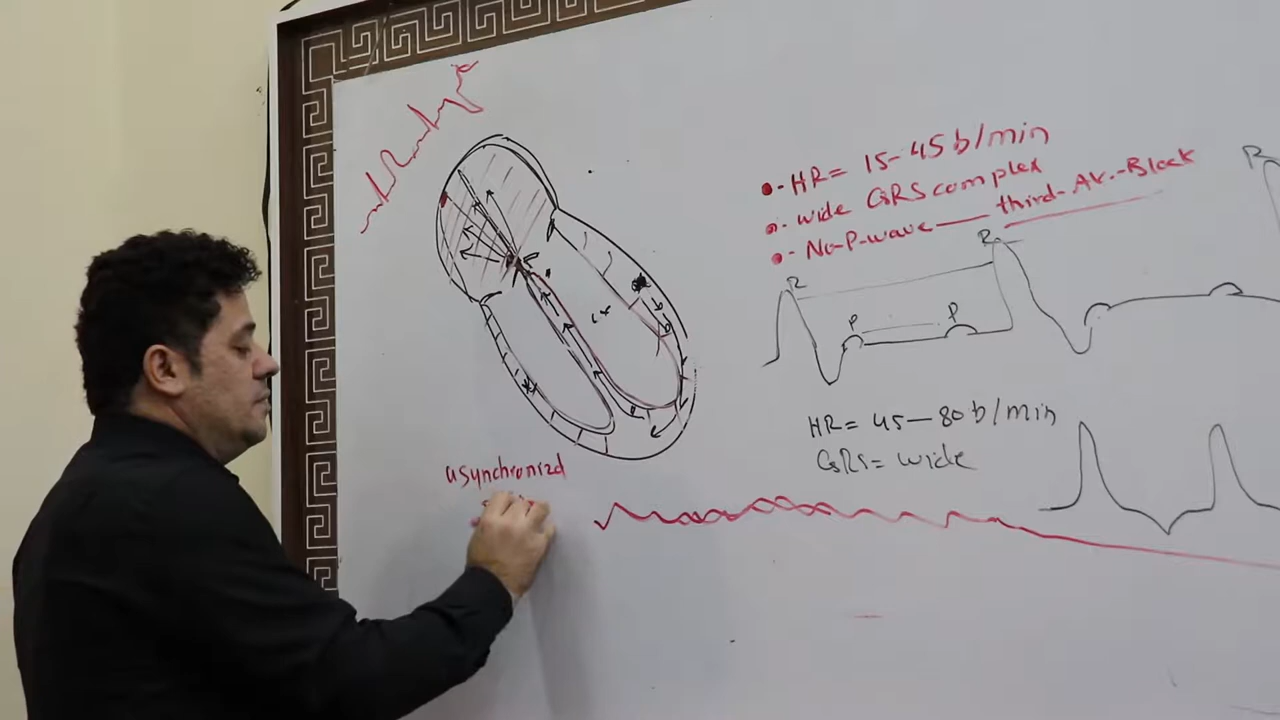 •- HR= 15-45 b/min
•- wide QRS complex
•- No-P-wave — third-Av.-Block
R
R
R
P
P
HR= 45-80 b/min
QRS= wide
asynchronized